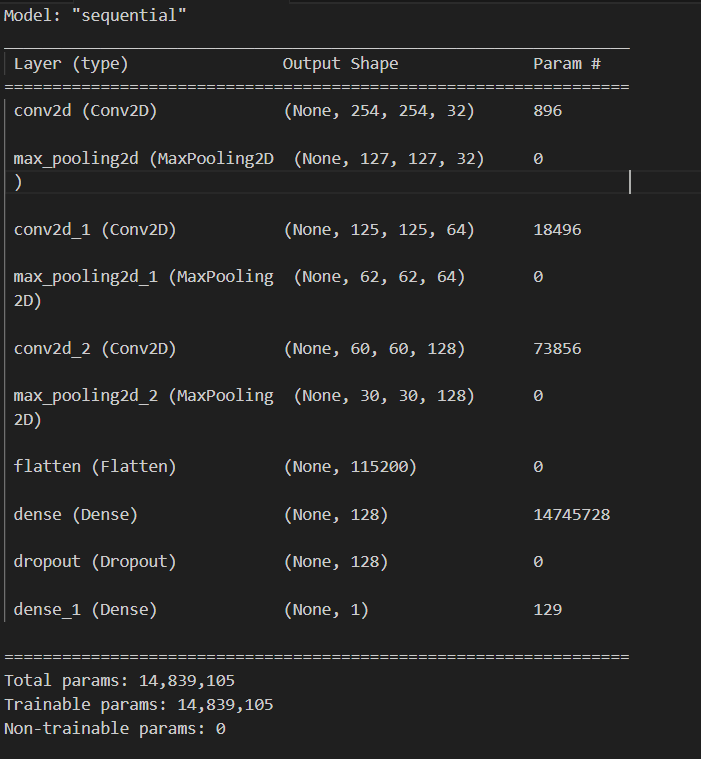 Model: "sequential"
_________________________________________________________________
Layer (type) Output Shape Param #
=================================================================
conv2d (Conv2D) (None, 254, 254, 32) 896
max_pooling2d (MaxPooling2D (None, 127, 127, 32) 0
)
conv2d_1 (Conv2D) (None, 125, 125, 64) 18496
max_pooling2d_1 (MaxPooling (None, 62, 62, 64) 0
2D)
conv2d_2 (Conv2D) (None, 60, 60, 128) 73856
max_pooling2d_2 (MaxPooling (None, 30, 30, 128) 0
2D)
flatten (Flatten) (None, 115200) 0
dense (Dense) (None, 128) 14745728
dropout (Dropout) (None, 128) 0
dense_1 (Dense) (None, 1) 129
=================================================================
Total params: 14,839,105
Trainable params: 14,839,105
Non-trainable params: 0